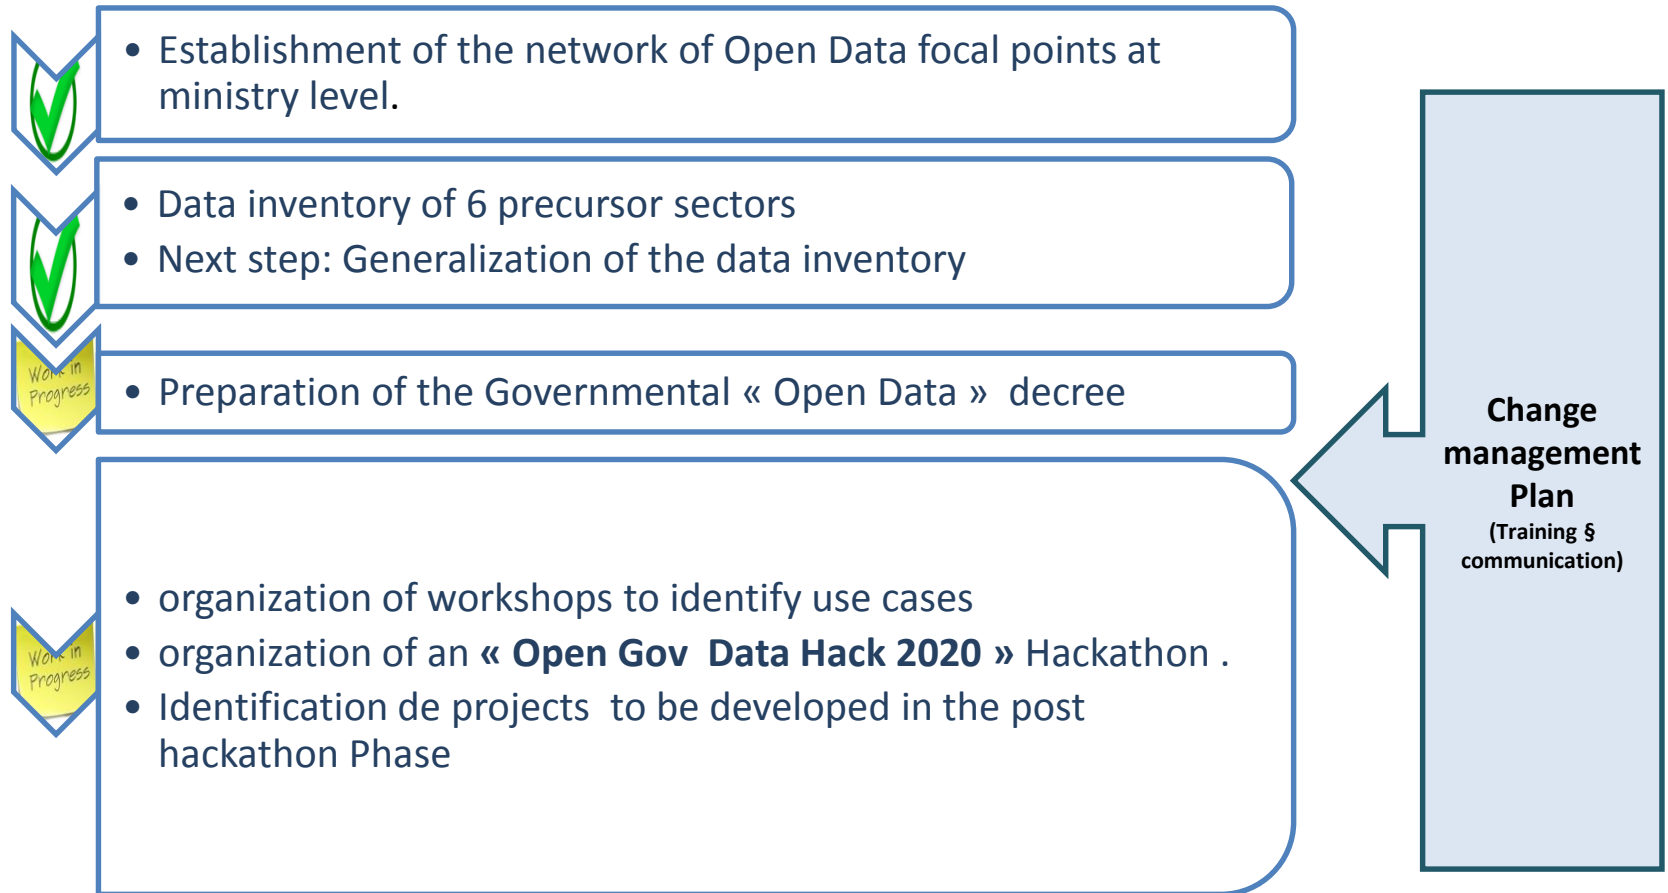 • Establishment of the network of Open Data focal points at
ministry level.
• Data inventory of 6 precursor sectors
• Next step: Generalization of the data inventory
Work in
Progress
• Preparation of the Governmental « Open Data » decree
Work in
Progress
• organization of workshops to identify use cases
• organization of an « Open Gov Data Hack 2020 » Hackathon .
• Identification de projects to be developed in the post
hackathon Phase
Change
management
Plan
(Training §
communication)